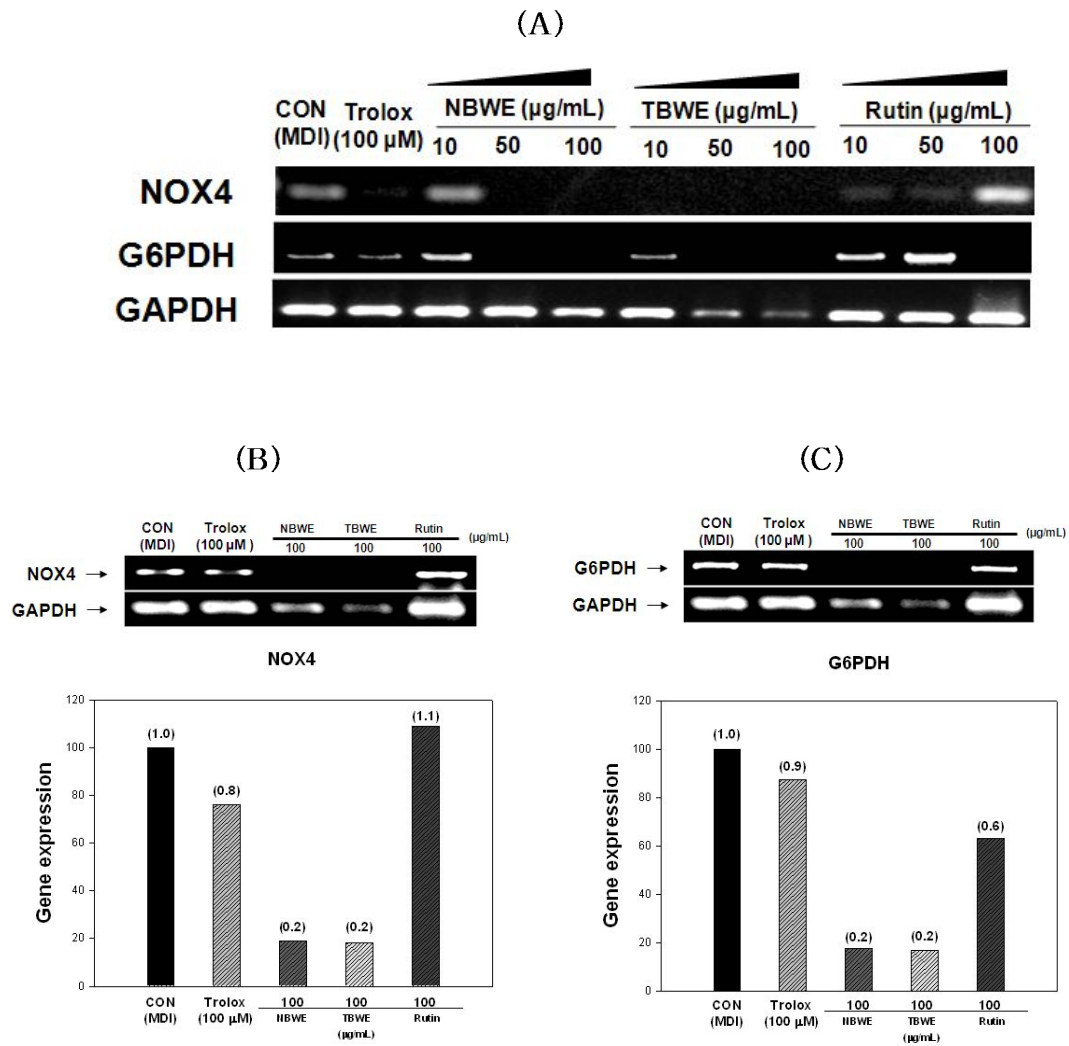 (A)
CON (MDI) Trolox (100 µM) NBWE (µg/mL) TBWE (µg/mL) Rutin (µg/mL)
10 50 100 10 50 100 10 50 100
NOX4
G6PDH
GAPDH
(B)
CON (MDI) Trolox (100 µM ) NBWE TBWE Rutin (µg/mL)
100 100 100
NOX4 →
GAPDH →
NOX4
Gene expression
120
100
80
60
40
20
0
(1.0) (0.8) (0.2) (0.2) (1.1)
CON (MDI) Trolox (100 µM) 100 100 100
NBWE TBWE Rutin
(µg/mL)
(C)
CON (MDI) Trolox (100 µM ) NBWE TBWE Rutin (µg/mL)
100 100 100
G6PDH →
GAPDH →
G6PDH
Gene expression
120
100
80
60
40
20
0
(1.0) (0.9) (0.2) (0.2) (0.6)
CON (MDI) Trolox (100 µM) 100 100 100
NBWE TBWE Rutin
(µg/mL)